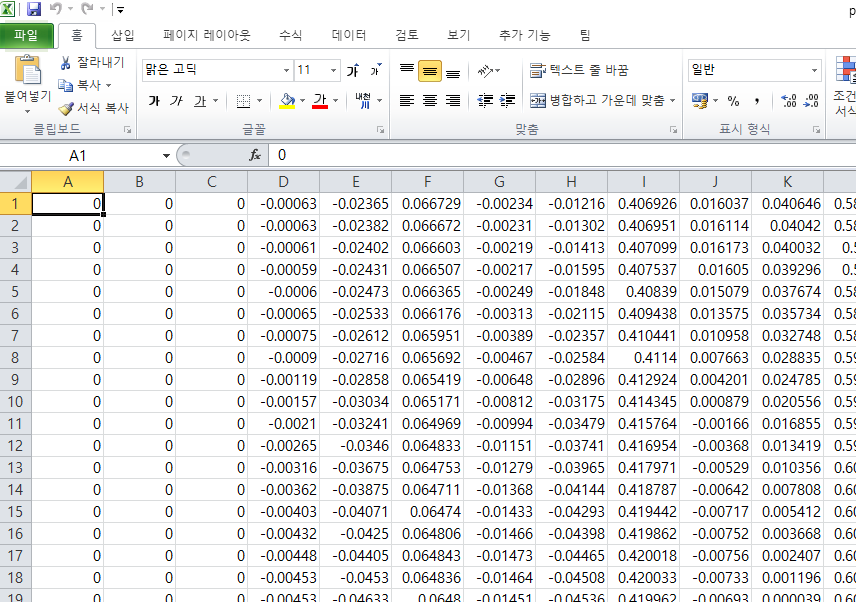 p
파일 홈 삽입 페이지 레이아웃 수식 데이터 검토 보기 추가 기능 팀
잘라내기
맑은 고딕 11 가 가 텍스트 줄 바꿈 일반
붙여넣기 복사
서식 복사
가 가 가 가 내천 병합하고 가운데 맞춤 % , .00 .00 조건
서식
클립보드 글꼴 맞춤 표시 형식
A1 fx 0
A B C D E F G H I J K
1 0 0 0 -0.00063 -0.02365 0.066729 -0.00234 -0.01216 0.406926 0.016037 0.040646 0.58
2 0 0 0 -0.00063 -0.02382 0.066672 -0.00231 -0.01302 0.406951 0.016114 0.04042 0.58
3 0 0 0 -0.00061 -0.02402 0.066603 -0.00219 -0.01413 0.407099 0.016173 0.040032 0.5
4 0 0 0 -0.00059 -0.02431 0.066507 -0.00217 -0.01595 0.407537 0.01605 0.039296 0.5
5 0 0 0 -0.0006 -0.02473 0.066365 -0.00249 -0.01848 0.40839 0.015079 0.037674 0.58
6 0 0 0 -0.00065 -0.02533 0.066176 -0.00313 -0.02115 0.409438 0.013575 0.035734 0.58
7 0 0 0 -0.00075 -0.02612 0.065951 -0.00389 -0.02357 0.410441 0.010958 0.032748 0.58
8 0 0 0 -0.0009 -0.02716 0.065692 -0.00467 -0.02584 0.4114 0.007663 0.028835 0.59
9 0 0 0 -0.00119 -0.02858 0.065419 -0.00648 -0.02896 0.412924 0.004201 0.024785 0.59
10 0 0 0 -0.00157 -0.03034 0.065171 -0.00812 -0.03175 0.414345 0.000879 0.020556 0.59
11 0 0 0 -0.0021 -0.03241 0.064969 -0.00994 -0.03479 0.415764 -0.00166 0.016855 0.59
12 0 0 0 -0.00265 -0.0346 0.064833 -0.01151 -0.03741 0.416954 -0.00368 0.013419 0.59
13 0 0 0 -0.00316 -0.03675 0.064753 -0.01279 -0.03965 0.417971 -0.00529 0.010356 0.60
14 0 0 0 -0.00362 -0.03875 0.064711 -0.01368 -0.04144 0.418787 -0.00642 0.007808 0.60
15 0 0 0 -0.00403 -0.04071 0.06474 -0.01433 -0.04293 0.419442 -0.00717 0.005412 0.60
16 0 0 0 -0.00432 -0.0425 0.064806 -0.01466 -0.04398 0.419862 -0.00752 0.003668 0.60
17 0 0 0 -0.00448 -0.04405 0.064843 -0.01473 -0.04465 0.420018 -0.00756 0.002407 0.60
18 0 0 0 -0.00453 -0.0453 0.064836 -0.01464 -0.04508 0.420033 -0.00733 0.001196 0.60
19 0 0 0 -0.00453 -0.04633 0.0648 -0.01451 -0.04536 0.419962 -0.00693 0.000039 0.60